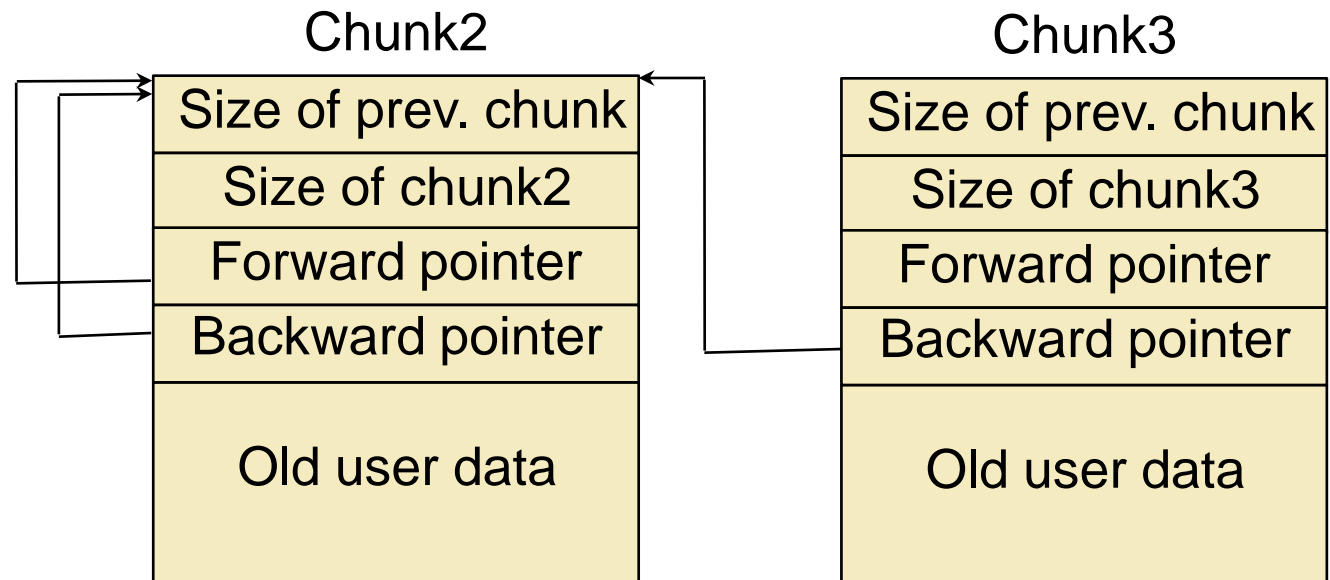 Chunk2
Size of prev. chunk
Size of chunk2
Forward pointer
Backward pointer
Old user data
Chunk3
Size of prev. chunk
Size of chunk3
Forward pointer
Backward pointer
Old user data